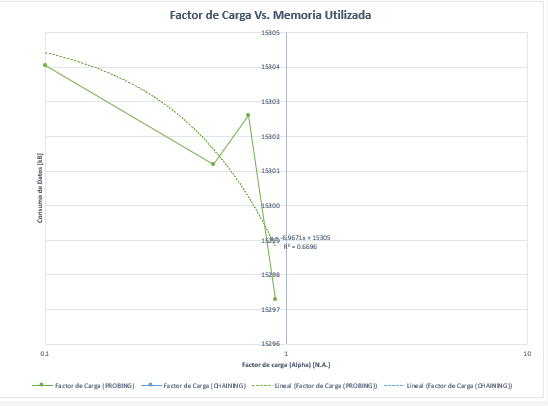 Factor de Carga Vs. Memoria Utilizada
15305
15304
15303
15302
15301
15300
15299
15298
15297
15296
Consumo de Datos [kB]
-6.9671x + 15305
R² = 0.6696
0.1
1
10
Factor de carga (Alpha) [N.A.]
Factor de Carga (PROBING)
Factor de Carga (CHAINING)
Lineal (Factor de Carga (PROBING))
Lineal (Factor de Carga (CHAINING))